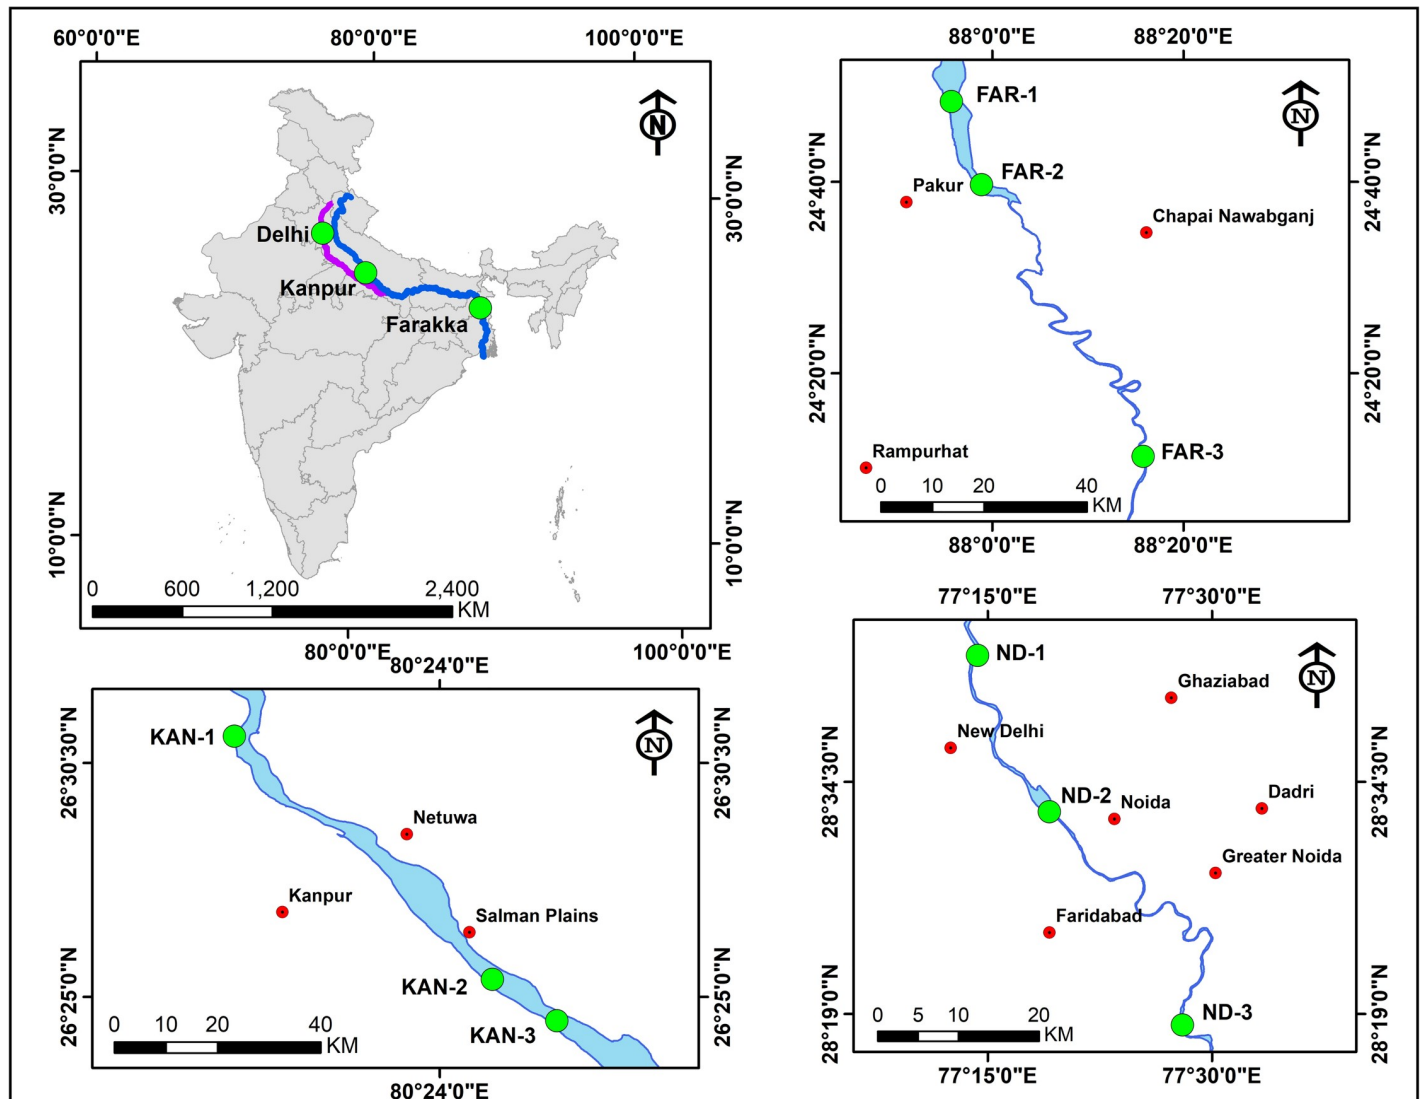 60°0'0"E 80°0'0"E 100°0'0"E
30°0'0"N
30°0'0"N
10°0'0"N
10°0'0"N
N
Delhi
Kanpur
Farakka
0 600 1,200 2,400
KM
80°0'0"E 100°0'0"E
88°0'0"E 88°20'0"E
24°40'0"N
24°40'0"N
24°20'0"N
24°20'0"N
N
FAR-1
FAR-2
Pakur
Chapai Nawabganj
FAR-3
Rampurhat
0 10 20 40
KM
88°0'0"E 88°20'0"E
80°24'0"E
26°30'30"N
26°30'30"N
26°25'0"N
26°25'0"N
N
KAN-1
Netuwa
Kanpur
Salman Plains
KAN-2
KAN-3
0 10 20 40
KM
80°24'0"E
77°15'0"E 77°30'0"E
28°34'30"N
28°34'30"N
28°19'0"N
28°19'0"N
N
ND-1
Ghaziabad
New Delhi
ND-2
Noida
Dadri
Greater Noida
Faridabad
ND-3
0 5 10 20
KM
77°15'0"E 77°30'0"E